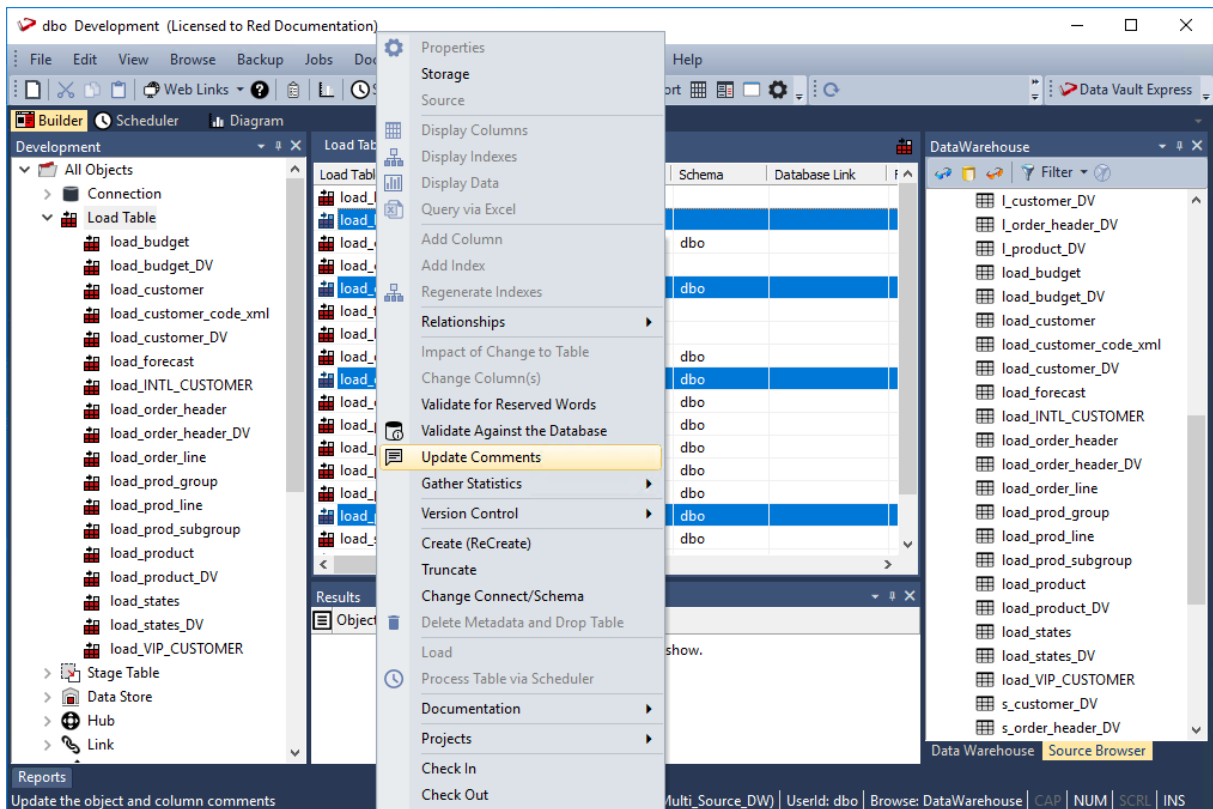 dbo Development (Licensed to Red Documentation)
File Edit View Browse Backup Jobs Help
Web Links
Data Vault Express
Builder Scheduler Diagram
Development
All Objects
Connection
Load Table
load_budget
load_budget_DV
load_customer
load_customer_code_xml
load_customer_DV
load_forecast
load_INTL_CUSTOMER
load_order_header
load_order_header_DV
load_order_line
load_prod_group
load_prod_line
load_prod_subgroup
load_product
load_product_DV
load_states
load_states_DV
load_VIP_CUSTOMER
Stage Table
Data Store
Hub
Link
Properties
Storage
Source
Display Columns
Display Indexes
Display Data
Query via Excel
Add Column
Add Index
Regenerate Indexes
Relationships
Impact of Change to Table
Change Column(s)
Validate for Reserved Words
Validate Against the Database
Update Comments
Gather Statistics
Version Control
Create (ReCreate)
Truncate
Change Connect/Schema
Delete Metadata and Drop Table
Load
Process Table via Scheduler
Documentation
Projects
Check In
Check Out
Schema Database Link
dbo
dbo
dbo
dbo
dbo
dbo
dbo
dbo
dbo
dbo
dbo
Results
show.
DataWarehouse
Filter
l_customer_DV
l_order_header_DV
l_product_DV
load_budget
load_budget_DV
load_customer
load_customer_code_xml
load_customer_DV
load_forecast
load_INTL_CUSTOMER
load_order_header
load_order_header_DV
load_order_line
load_prod_group
load_prod_line
load_prod_subgroup
load_product
load_product_DV
load_states
load_states_DV
load_VIP_CUSTOMER
s_customer_DV
s_order_header_DV
Data Warehouse Source Browser
Reports
Update the object and column comments
Multi_Source_DW) UserId: dbo Browse: DataWarehouse CAP NUM SCRL INS